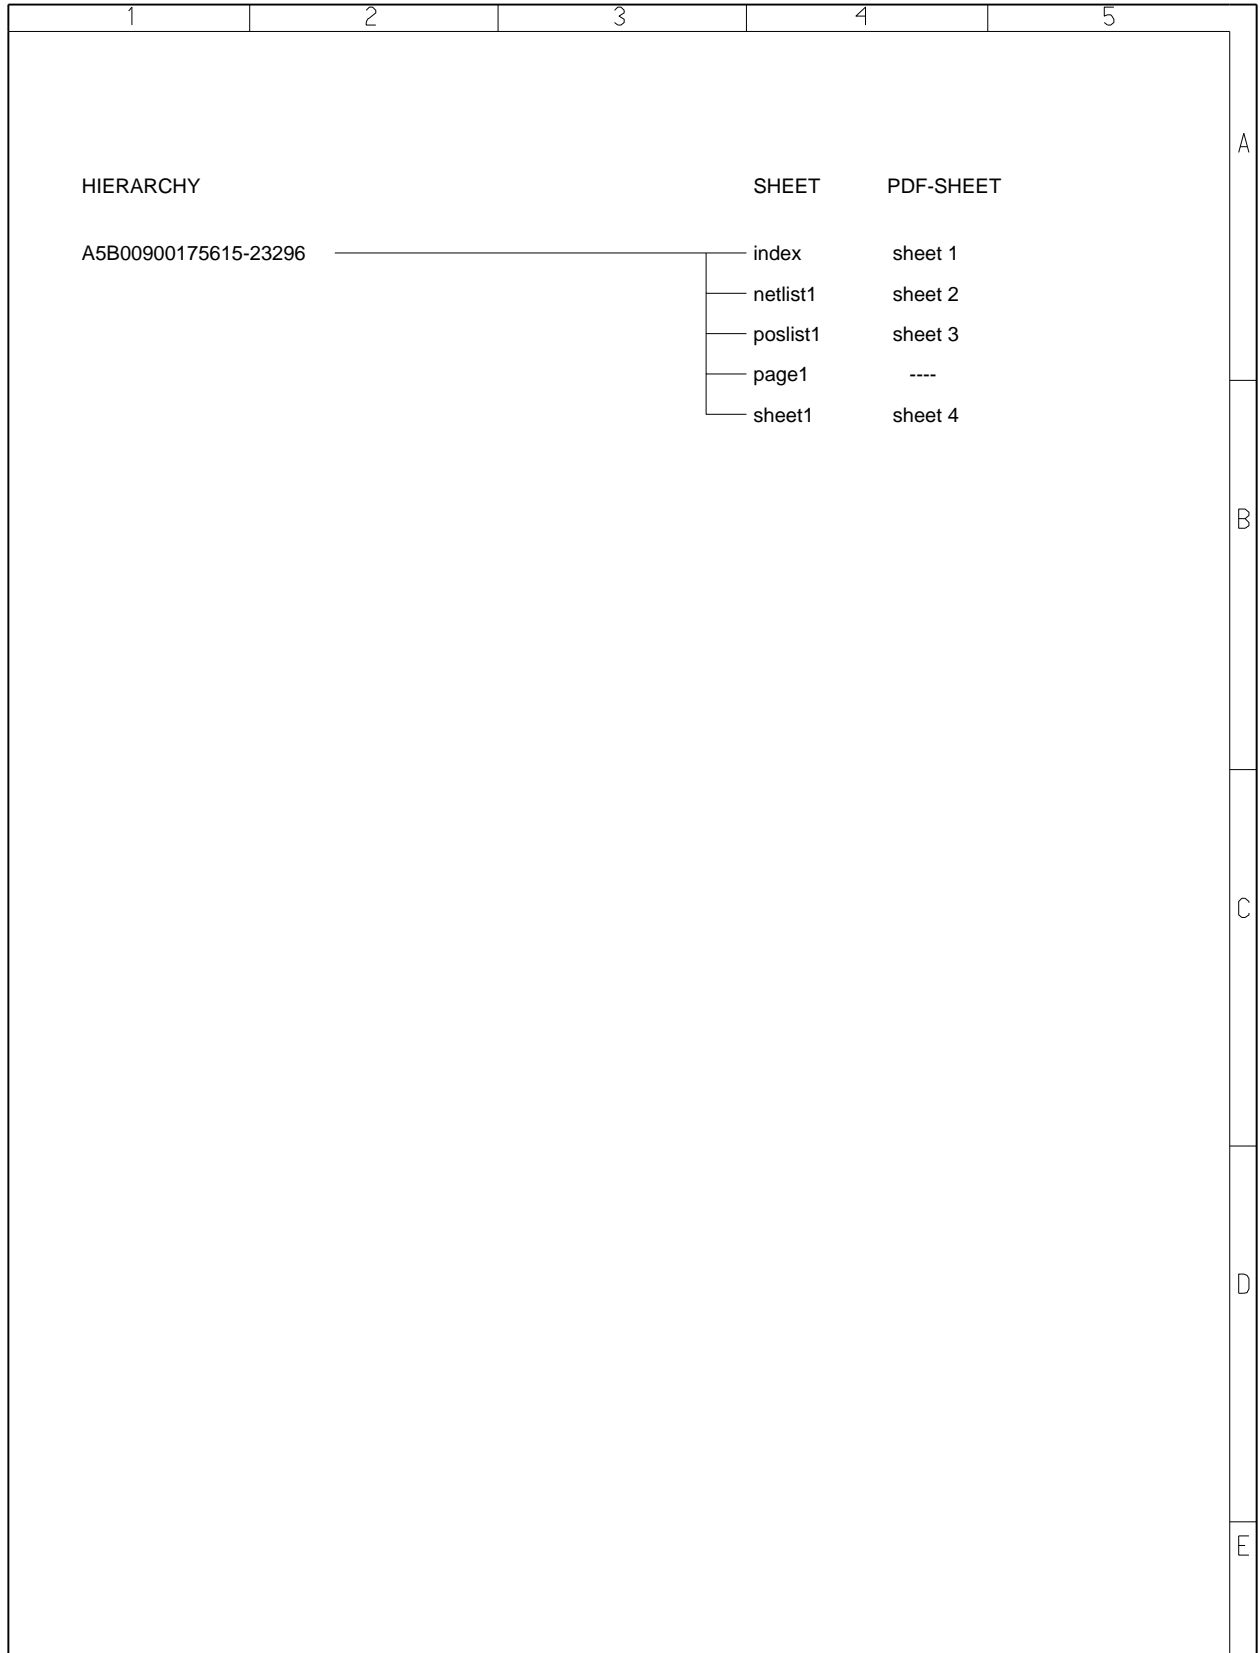 1 2 3 4 5
A
HIERARCHY SHEET PDF-SHEET
A5B00900175615-23296 index sheet 1
netlist1 sheet 2
poslist1 sheet 3
page1 ----
sheet1 sheet 4
B
C
D
E